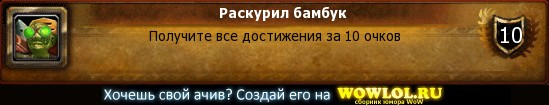 Раскурил бамбук
Получите все достижения за 10 очков
10
Хочешь свой ачив? Создай его на WOWLOL.RU
сборник юмора WoW